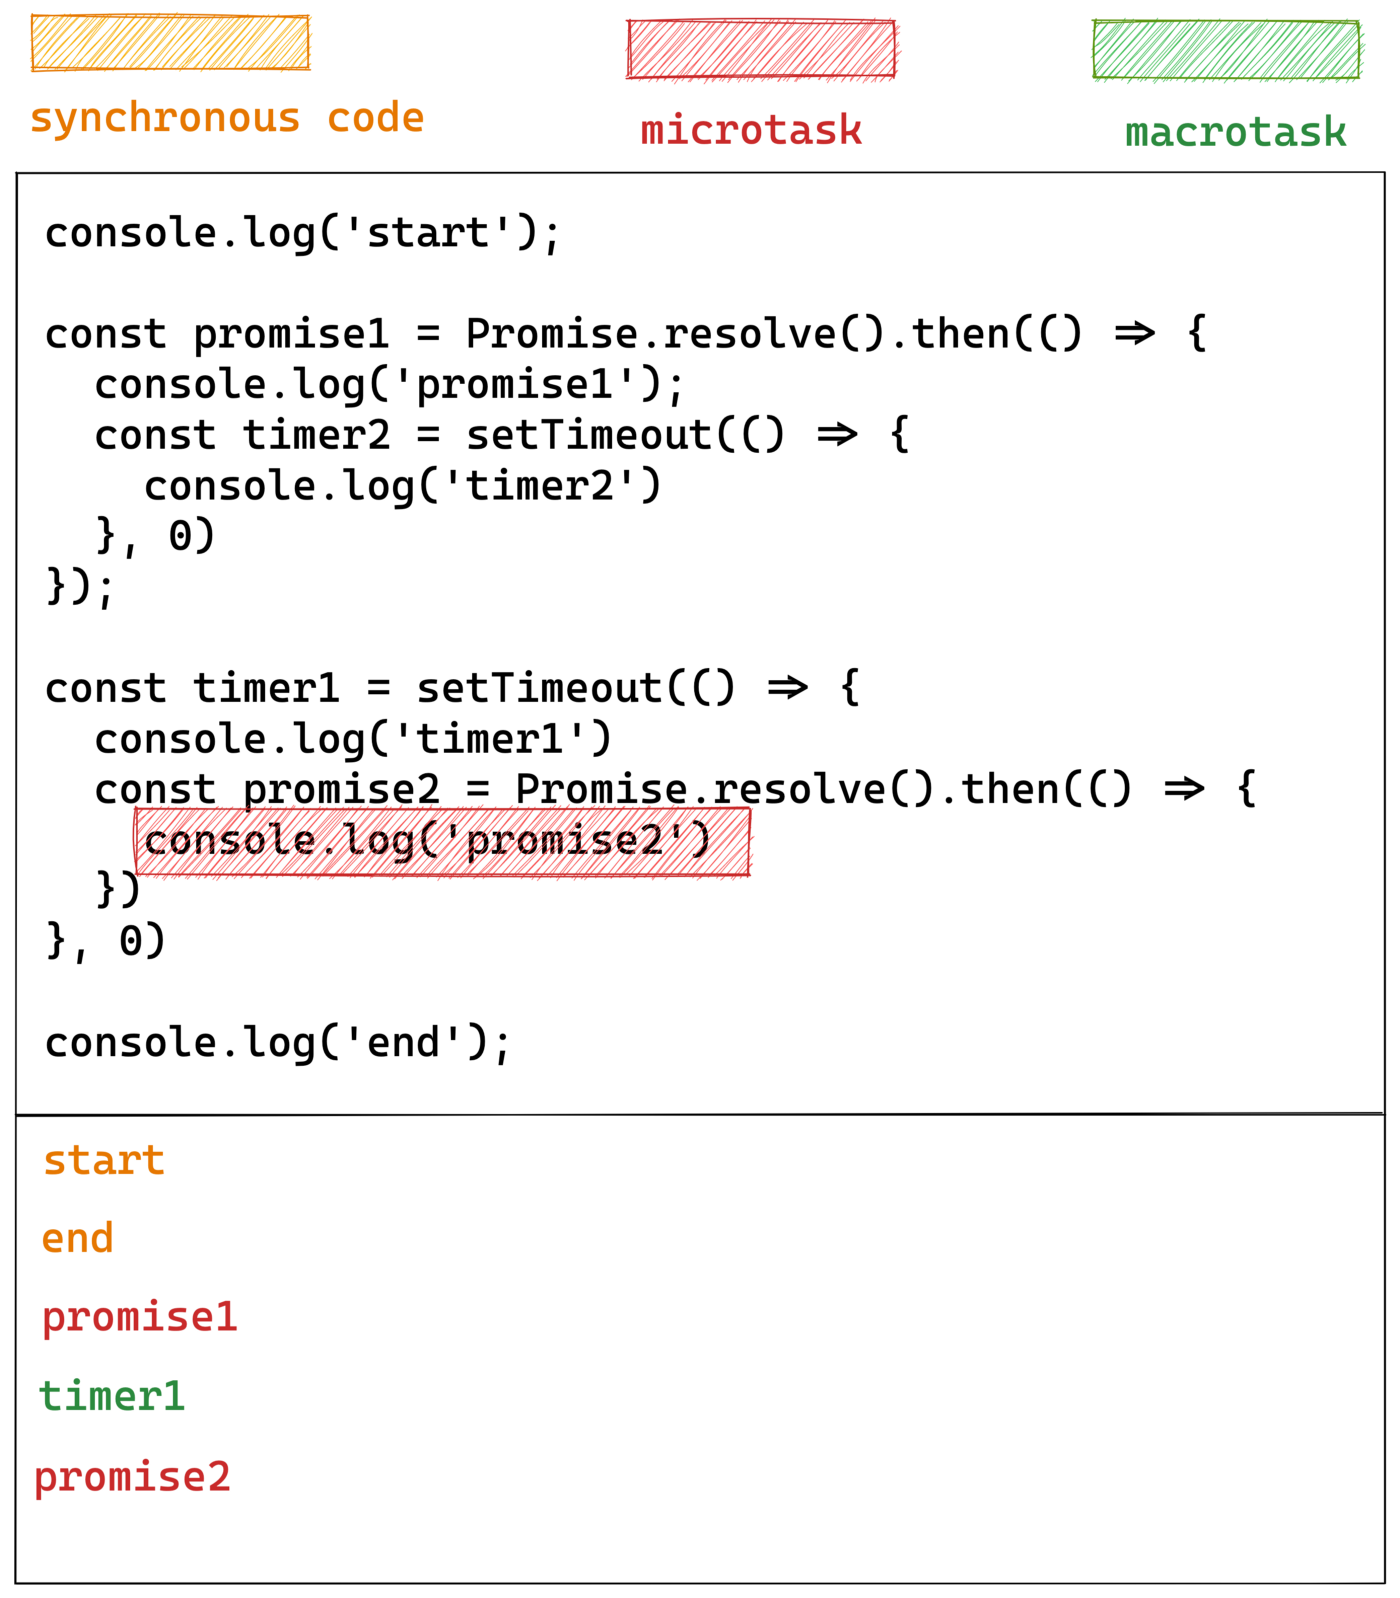 synchronous code
microtask
macrotask
console.log('start');
const promise1 = Promise.resolve().then(() ⇒ {
  console.log('promise1');
  const timer2 = setTimeout(() ⇒ {
    console.log('timer2')
  }, 0)
});
const timer1 = setTimeout(() ⇒ {
  console.log('timer1')
  const promise2 = Promise.resolve().then(() ⇒ {
    console.log('promise2')
  })
}, 0)
console.log('end');
start
end
promise1
timer1
promise2